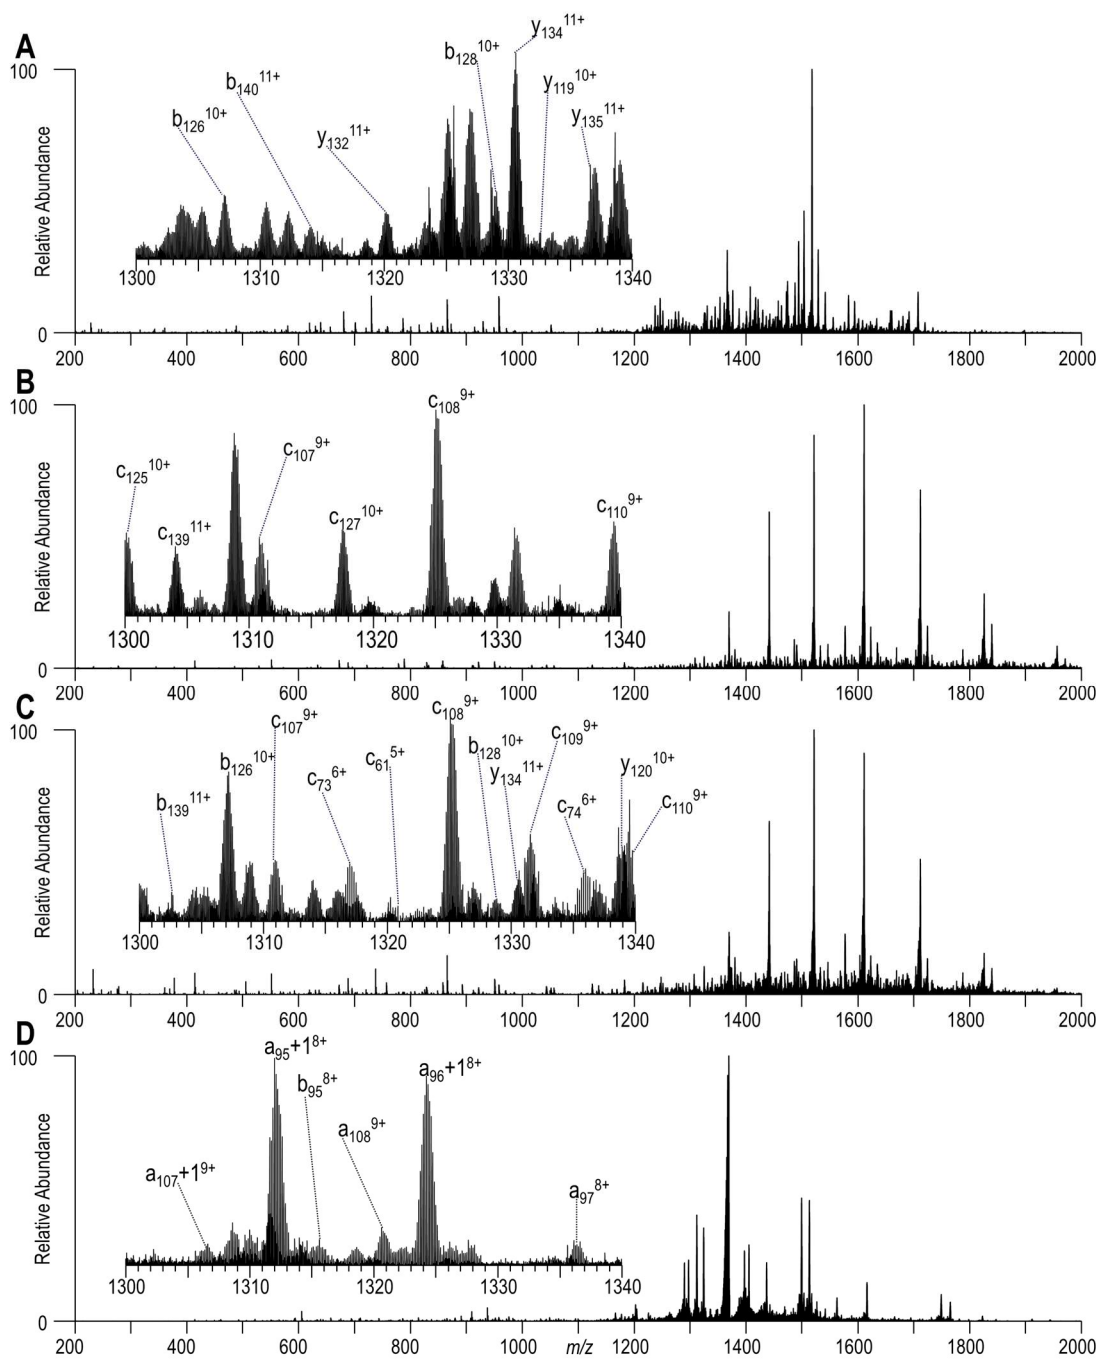 A
y134 11+
b128 10+
b140 11+
y119 10+
b126 10+
y132 11+
y135 11+
100
Relative Abundance
1300 1310 1320 1330 1340
0
200 400 600 800 1000 1200 1400 1600 1800 2000
B
100
c108 9+
c107 9+
c125 10+
c127 10+
c110 9+
c139 11+
Relative Abundance
1300 1310 1320 1330 1340
0
200 400 600 800 1000 1200 1400 1600 1800 2000
C
100
c108 9+
c107 9+
c109 9+
b126 10+
c61 5+
b128 10+
c73 6+
y134 11+
y120 10+
b139 11+
c74 6+
c110 9+
Relative Abundance
1300 1310 1320 1330 1340
0
200 400 600 800 1000 1200 1400 1600 1800 2000
D
100
a95+1 8+
b95 8+
a96+1 8+
a108 9+
a107+1 9+
a97 8+
Relative Abundance
1300 1310 1320 1330 1340
0
200 400 600 800 1000 m/z 1200 1400 1600 1800 2000